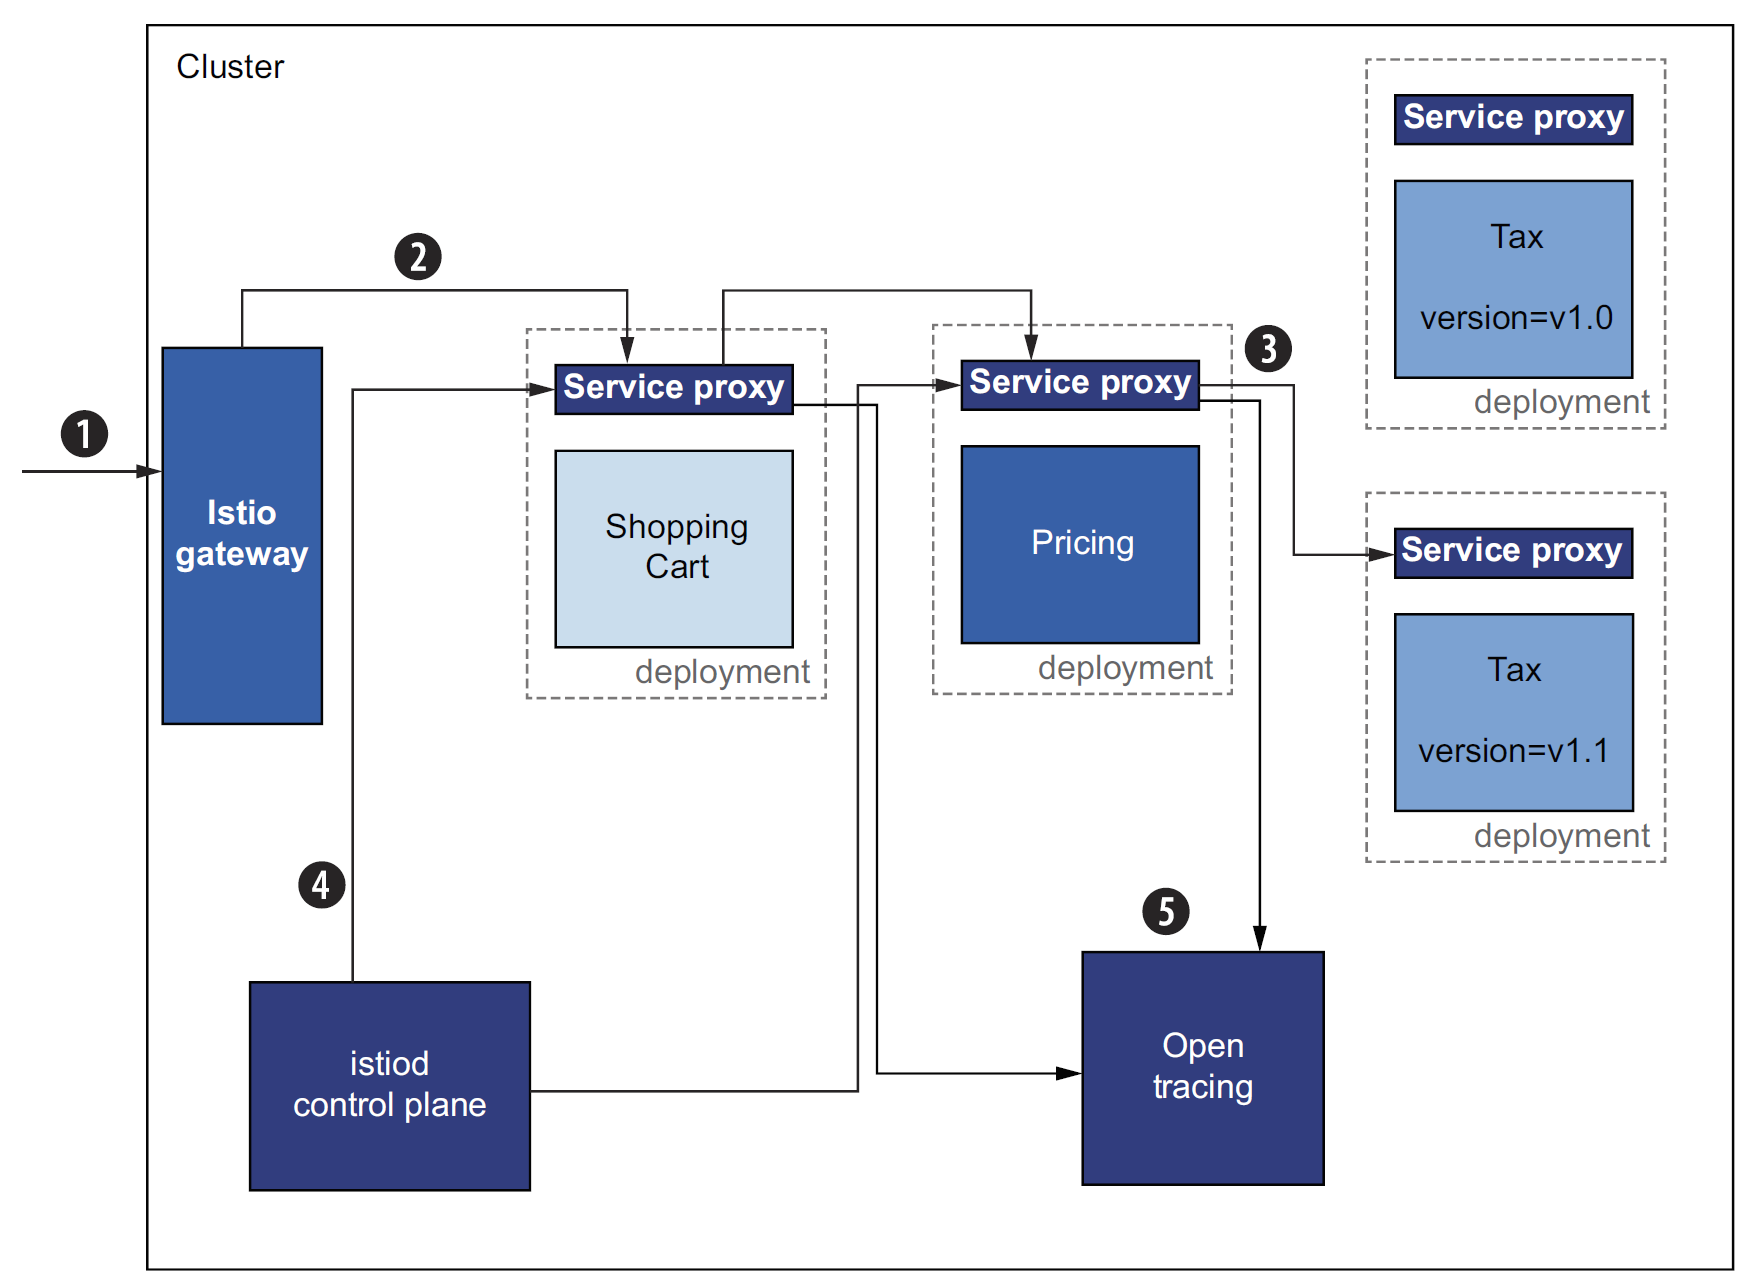 Cluster
1
Istio
gateway
2
Service proxy
Shopping
Cart
deployment
Service proxy
Pricing
deployment
3
Service proxy
Tax
version=v1.0
deployment
Service proxy
Tax
version=v1.1
deployment
4
istiod
control plane
5
Open
tracing